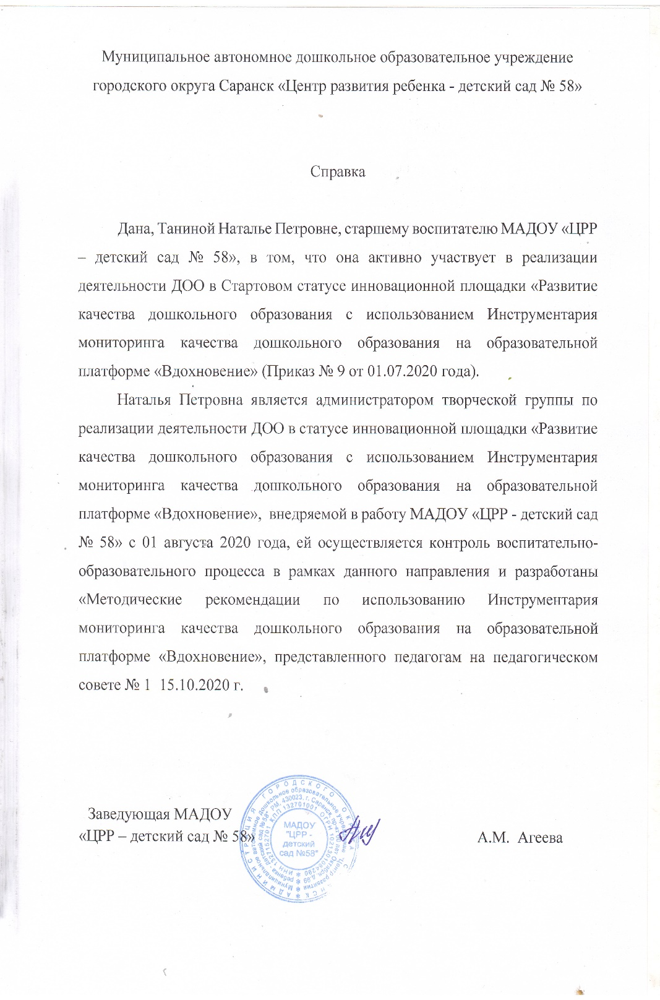 Муниципальное автономное дошкольное образовательное учреждение
городского округа Саранск «Центр развития ребенка - детский сад № 58»
Справка
Дана, Таниной Наталье Петровне, старшему воспитателю МАДОУ «ЦРР
– детский сад № 58», в том, что она активно участвует в реализации
деятельности ДОО в Стартовом статусе инновационной площадки «Развитие
качества дошкольного образования с использованием Инструментария
мониторинга качества дошкольного образования на образовательной
платформе «Вдохновение» (Приказ № 9 от 01.07.2020 года).
Наталья Петровна является администратором творческой группы по
реализации деятельности ДОО в статусе инновационной площадки «Развитие
качества дошкольного образования с использованием Инструментария
мониторинга качества дошкольного образования на образовательной
платформе «Вдохновение», внедряемой в работу МАДОУ «ЦРР - детский сад
№ 58» с 01 августа 2020 года, ей осуществляется контроль воспитательно-
образовательного процесса в рамках данного направления и разработаны
«Методические рекомендации по использованию Инструментария
мониторинга качества дошкольного образования на образовательной
платформе «Вдохновение», представленного педагогам на педагогическом
совете № 1 15.10.2020 г.
Заведующая МАДОУ
«ЦРР – детский сад № 58»
А.М. Агеева
МАДОУ
"ЦРР -
детский
сад №58"
АДМИНИСТРАЦИЯ ГОРОДСКОГО